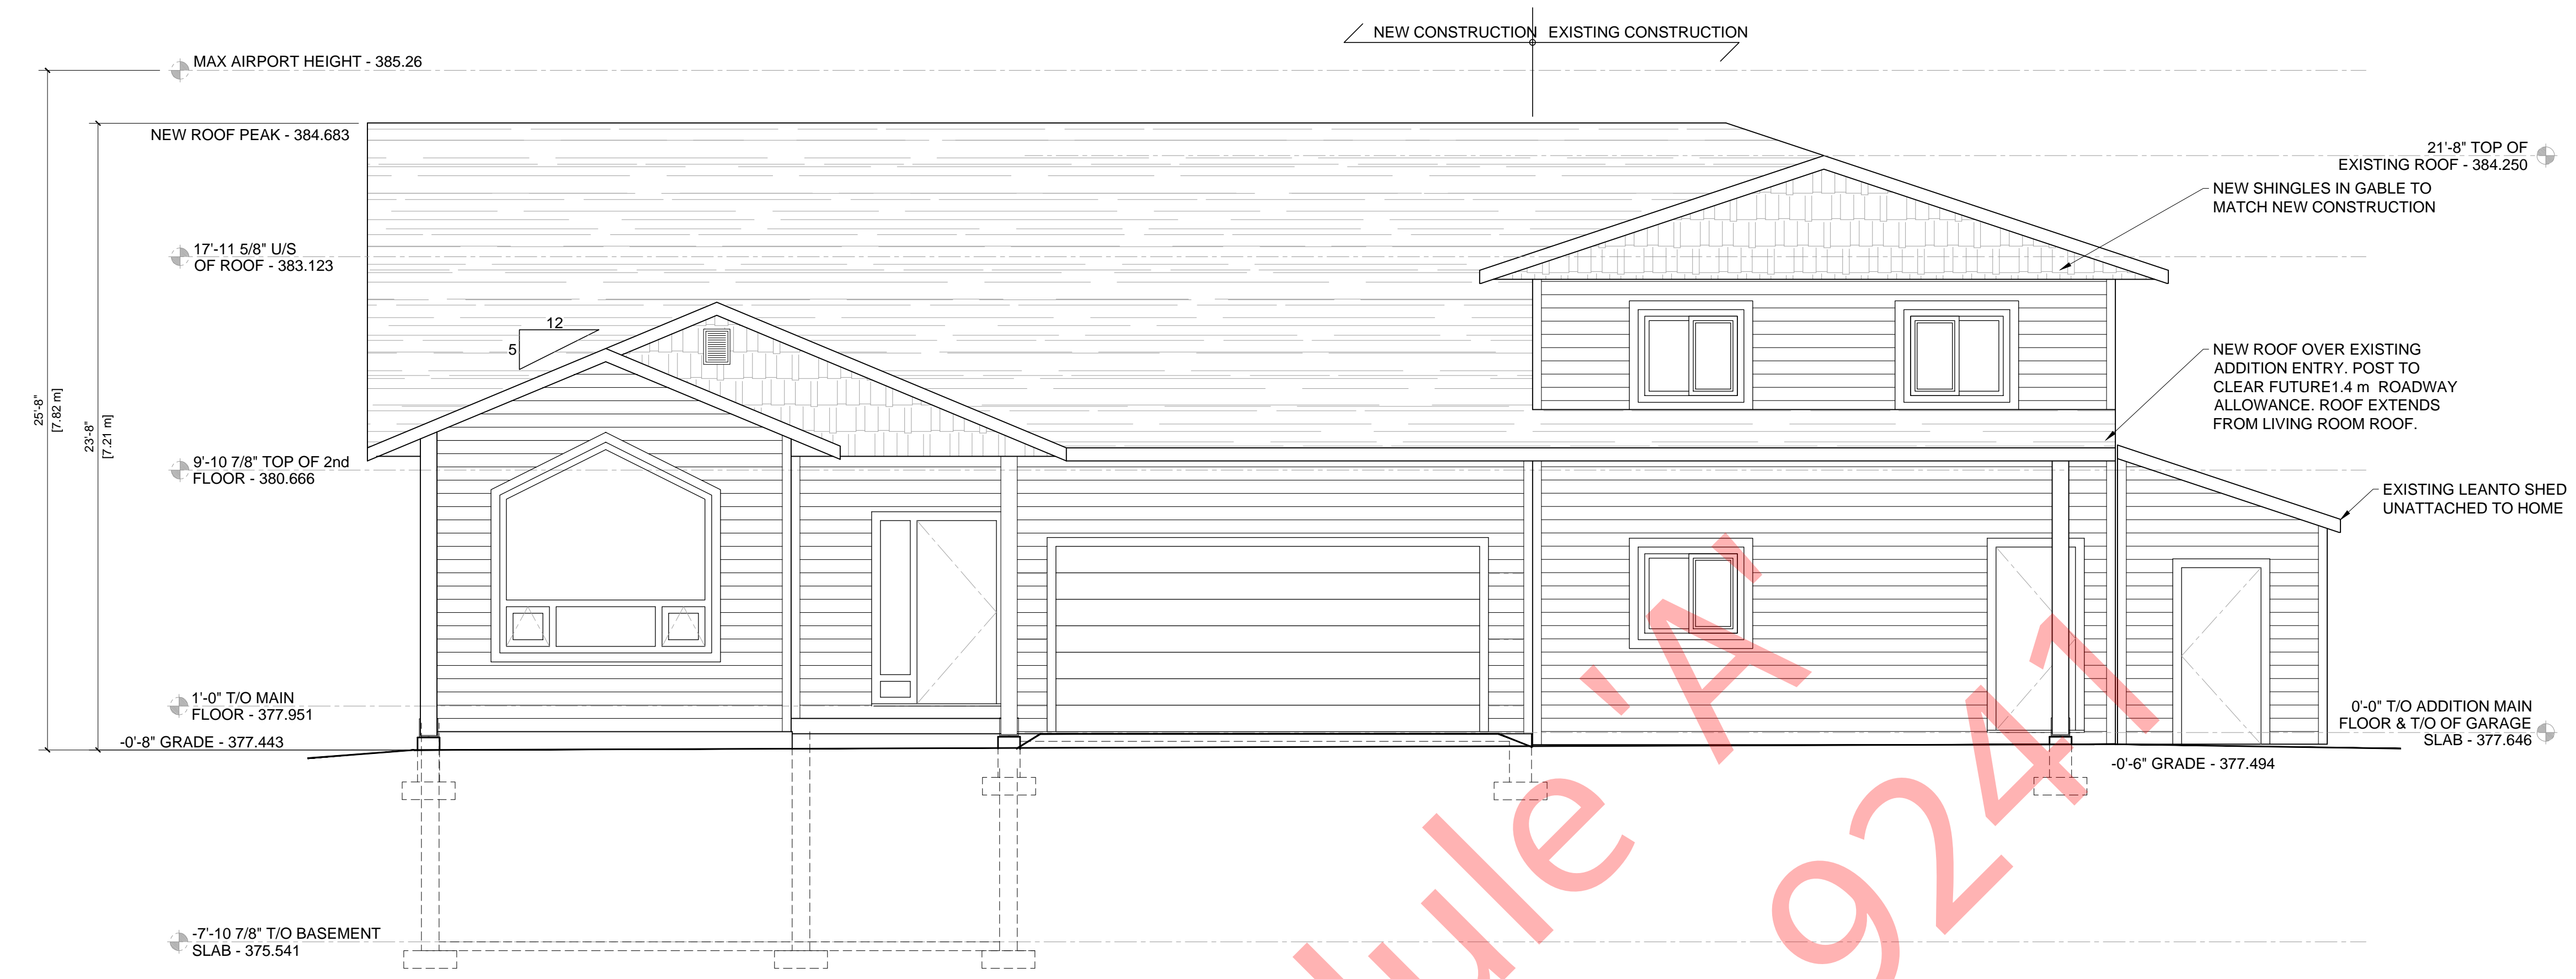 NEW CONSTRUCTION
EXISTING CONSTRUCTION
MAX AIRPORT HEIGHT - 385.26
NEW ROOF PEAK - 384.683
21'-8" TOP OF
EXISTING ROOF - 384.250
NEW SHINGLES IN GABLE TO
MATCH NEW CONSTRUCTION
17'-11 5/8" U/S
OF ROOF - 383.123
12
5
NEW ROOF OVER EXISTING
ADDITION ENTRY. POST TO
CLEAR FUTURE1.4 m ROADWAY
ALLOWANCE. ROOF EXTENDS
FROM LIVING ROOM ROOF.
25'-8"
[7.82 m]
23'-8"
[7.21 m]
9'-10 7/8" TOP OF 2nd
FLOOR - 380.666
EXISTING LEANTO SHED
UNATTACHED TO HOME
1'-0" T/O MAIN
FLOOR - 377.951
-0'-8" GRADE - 377.443
0'-0" T/O ADDITION MAIN
FLOOR & T/O OF GARAGE
SLAB - 377.646
-0'-6" GRADE - 377.494
-7'-10 7/8" T/O BASEMENT
SLAB - 375.541
dule 'A'
9241